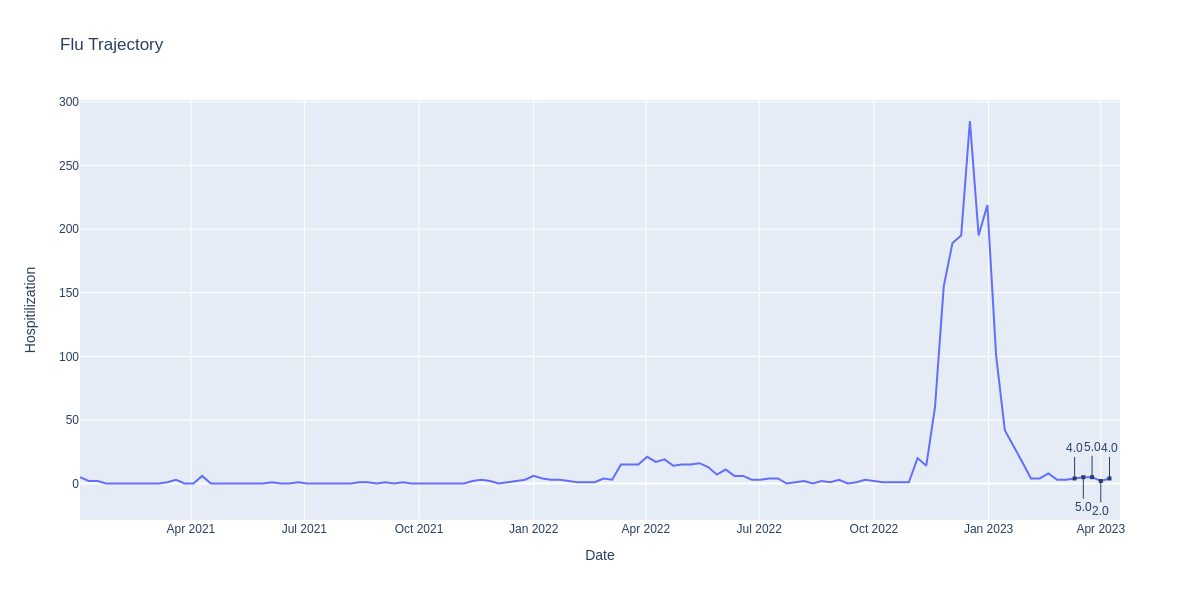 Flu Trajectory
300
250
200
150
100
50
0
Hospitilization
4.0
5.0
5.0
2.0
4.0
Apr 2021
Jul 2021
Oct 2021
Jan 2022
Apr 2022
Jul 2022
Oct 2022
Jan 2023
Apr 2023
Date